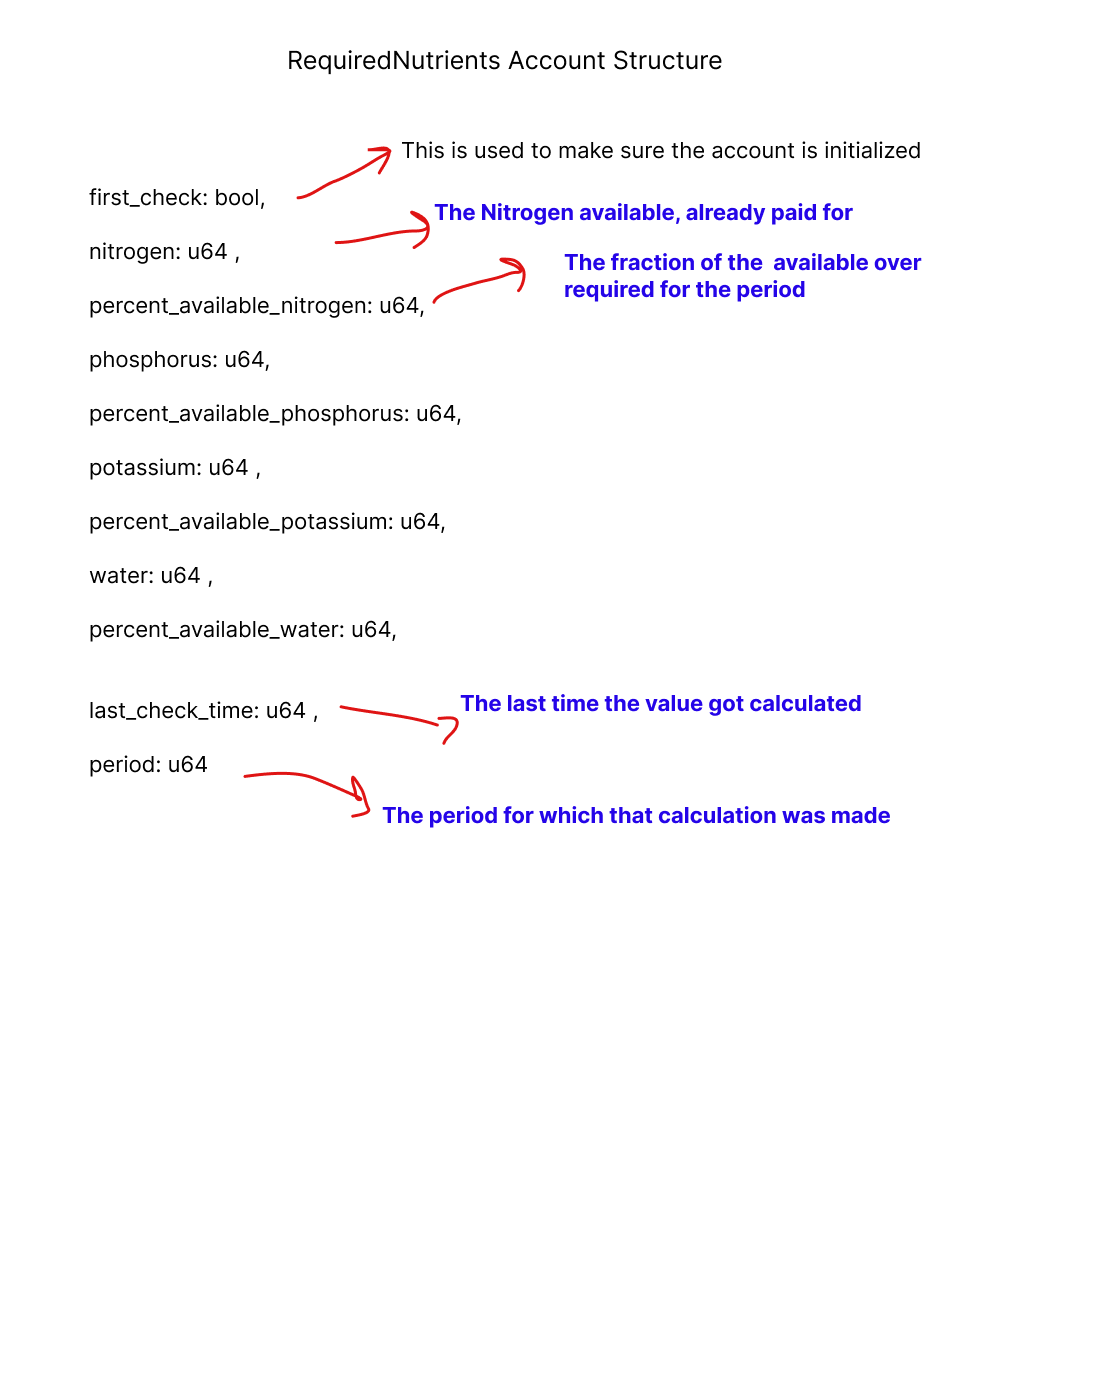 RequiredNutrients Account Structure
This is used to make sure the account is initialized
first_check: bool,
The Nitrogen available, already paid for
nitrogen: u64 ,
The fraction of the  available over
required for the period
percent_available_nitrogen: u64,
phosphorus: u64,
percent_available_phosphorus: u64,
potassium: u64 ,
percent_available_potassium: u64,
water: u64 ,
percent_available_water: u64,
The last time the value got calculated
last_check_time: u64 ,
period: u64
The period for which that calculation was made